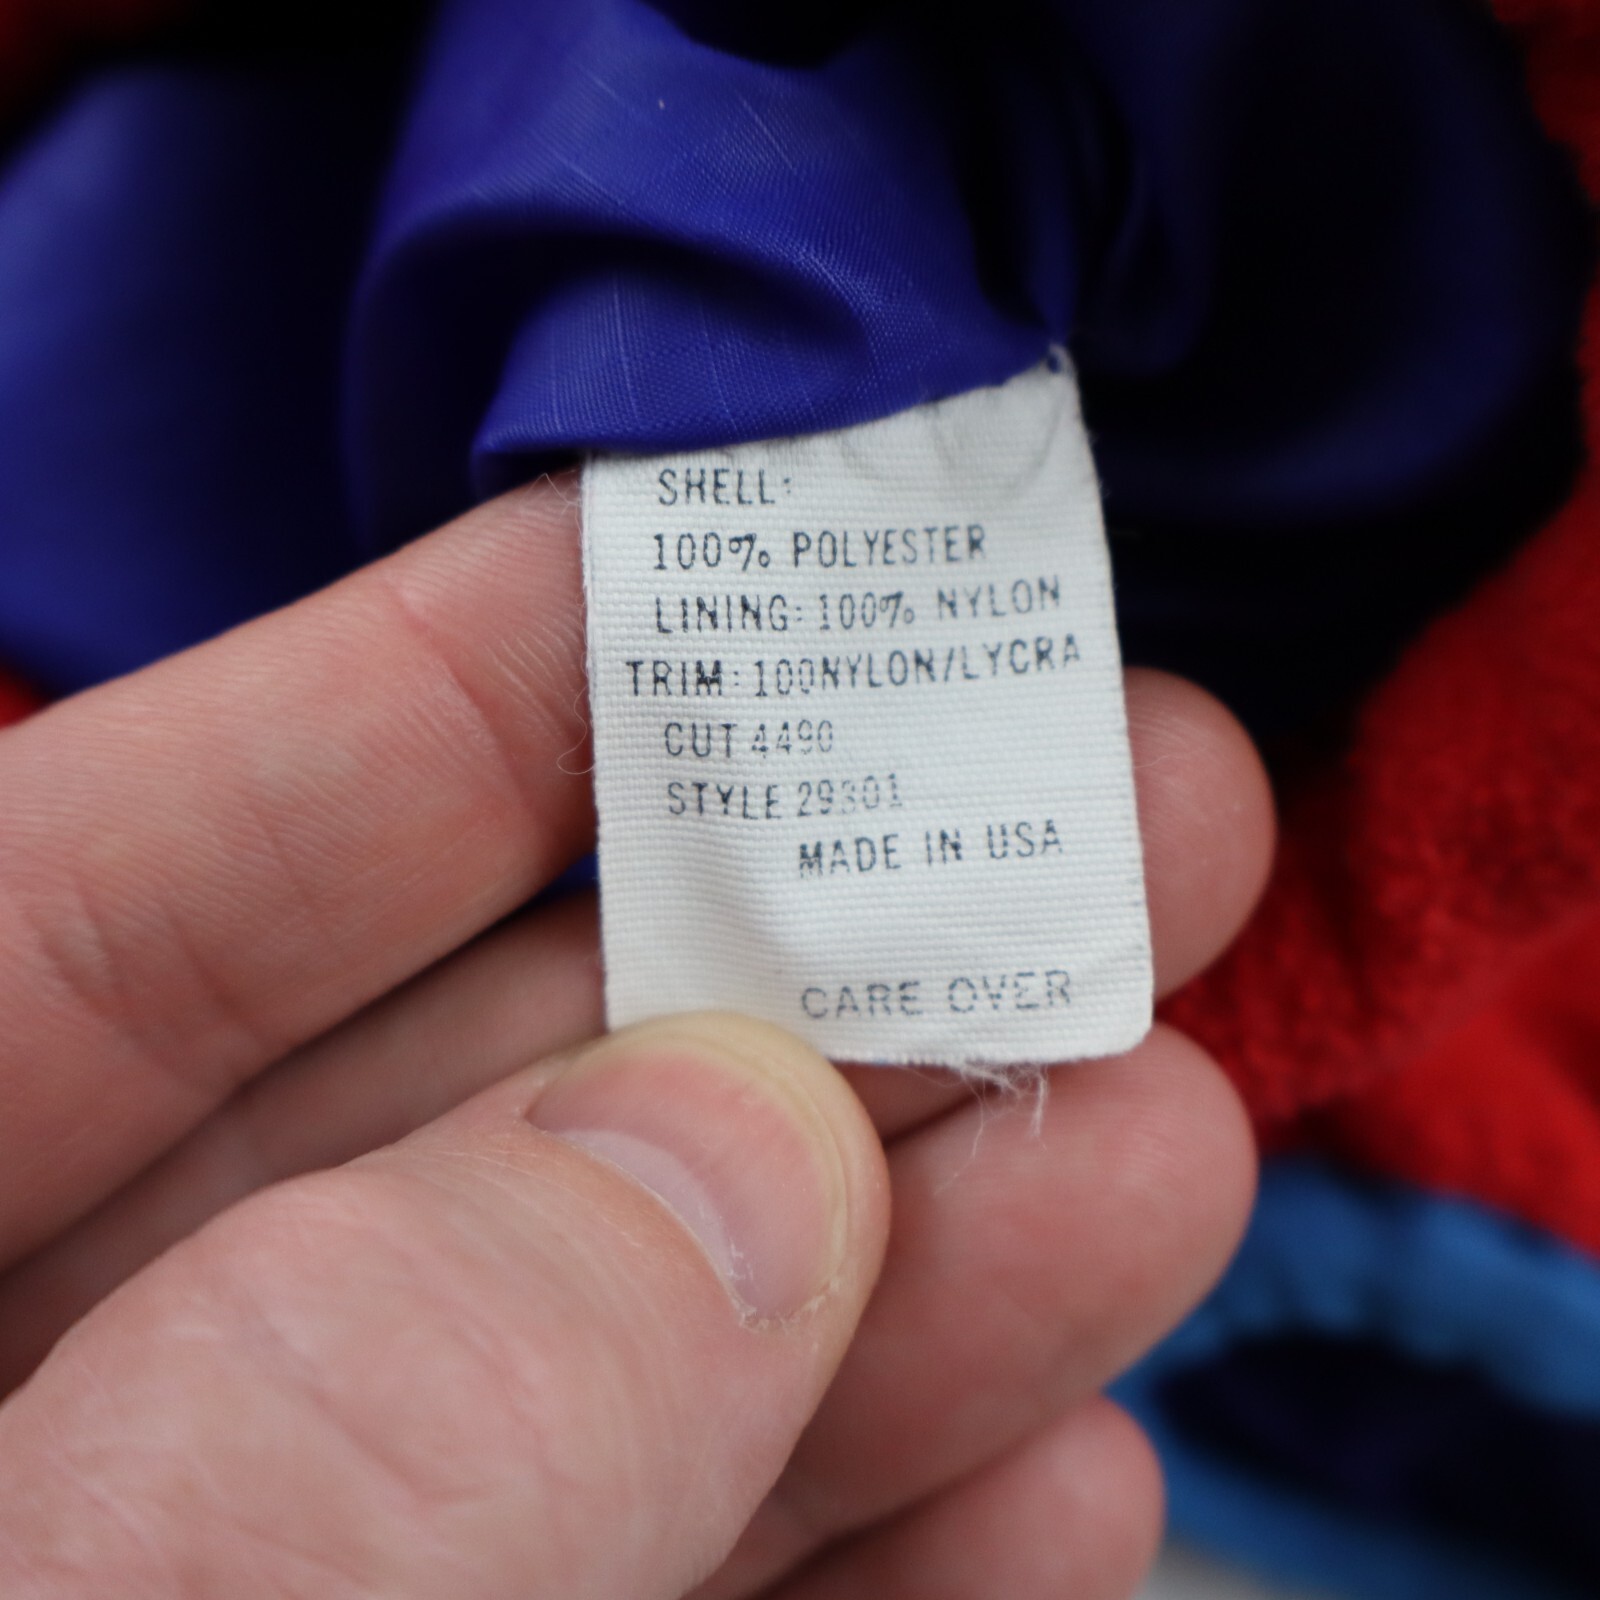 SHELL:
100% POLYESTER
LINING: 100% NYLON
TRIM: 100NYLON/LYCRA
CUT 4490
STYLE 29301
MADE IN USA
CARE OVER